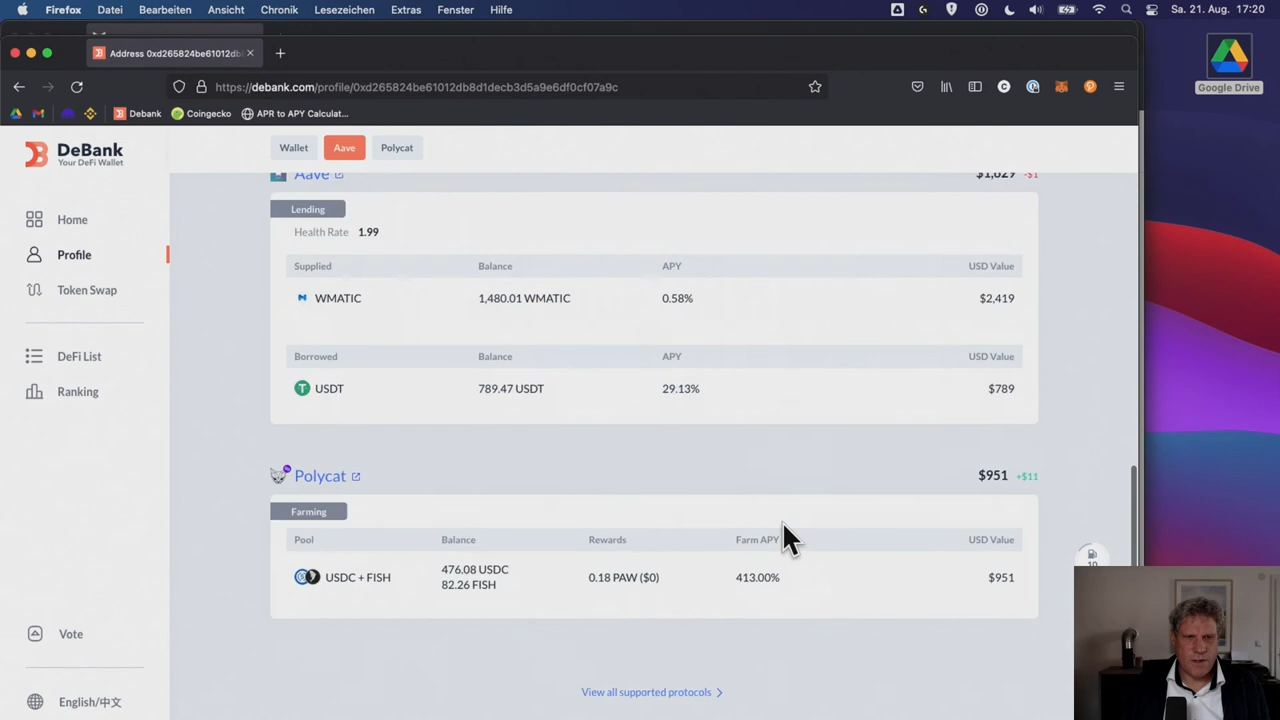 Firefox Datei Bearbeiten Ansicht Chronik Lesezeichen Extras Fenster Hilfe Sa. 21. Aug. 17:20
Address 0xd265824be61012db
https://debank.com/profile/0xd265824be61012db8d1decb3d5a9e6df0cf07a9c
Debank Coingecko APR to APY Calculat...
Google Drive
DeBank
Your DeFi Wallet
Wallet Aave Polycat
Home
Profile
Token Swap
DeFi List
Ranking
Vote
English/中文
Aave $1,629 -$1
Lending
Health Rate 1.99
Supplied Balance APY USD Value
WMATIC 1,480.01 WMATIC 0.58% $2,419
Borrowed Balance APY USD Value
USDT 789.47 USDT 29.13% $789
Polycat $951 +$11
Farming
Pool Balance Rewards Farm APY USD Value
USDC + FISH 476.08 USDC 0.18 PAW ($0) 413.00% $951
82.26 FISH
10
View all supported protocols